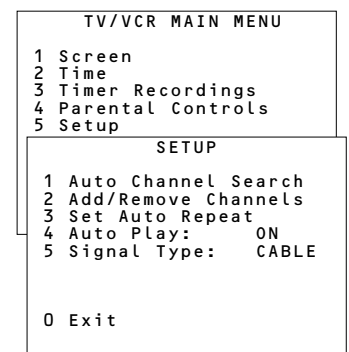 TV/VCR MAIN MENU
1 Screen
2 Time
3 Timer Recordings
4 Parental Controls
5 Setup
SETUP
1 Auto Channel Search
2 Add/Remove Channels
3 Set Auto Repeat
4 Auto Play: ON
5 Signal Type: CABLE
0 Exit